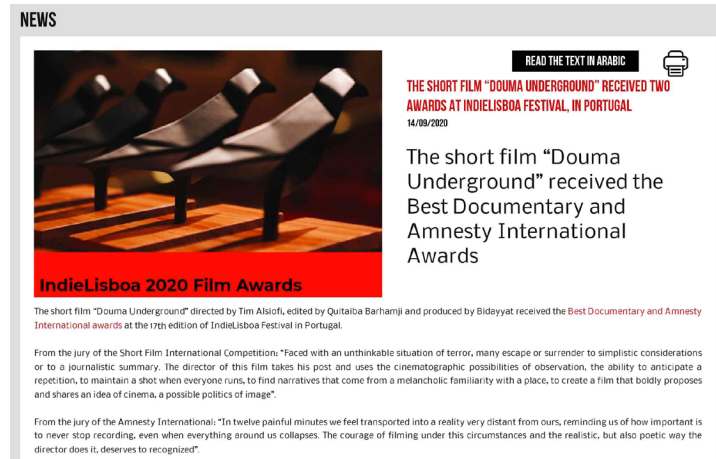 NEWS
READ THE TEXT IN ARABIC
THE SHORT FILM “DOUMA UNDERGROUND” RECEIVED TWO
AWARDS AT INDIELISBOA FESTIVAL, IN PORTUGAL
14/09/2020
The short film “Douma
Underground” received the
Best Documentary and
Amnesty International
Awards
IndieLisboa 2020 Film Awards
The short film “Douma Underground” directed by Tim Alsiofi, edited by Quitaiba Barhamji and produced by Bidayyat received the Best Documentary and Amnesty
International awards at the 17th edition of IndieLisboa Festival in Portugal.
From the jury of the Short Film International Competition: “Faced with an unthinkable situation of terror, many escape or surrender to simplistic considerations
or to a journalistic summary. The director of this film takes his post and uses the cinematographic possibilities of observation, the ability to anticipate a
repetition, to maintain a shot when everyone runs, to find narratives that come from a melancholic familiarity with a place, to create a film that boldly proposes
and shares an idea of cinema, a possible politics of image”.
From the jury of the Amnesty International: “In twelve painful minutes we feel transported into a reality very distant from ours, reminding us of how important is
to never stop recording, even when everything around us collapses. The courage of filming under this circumstances and the realistic, but also poetic way the
director does it, deserves to recognized”.